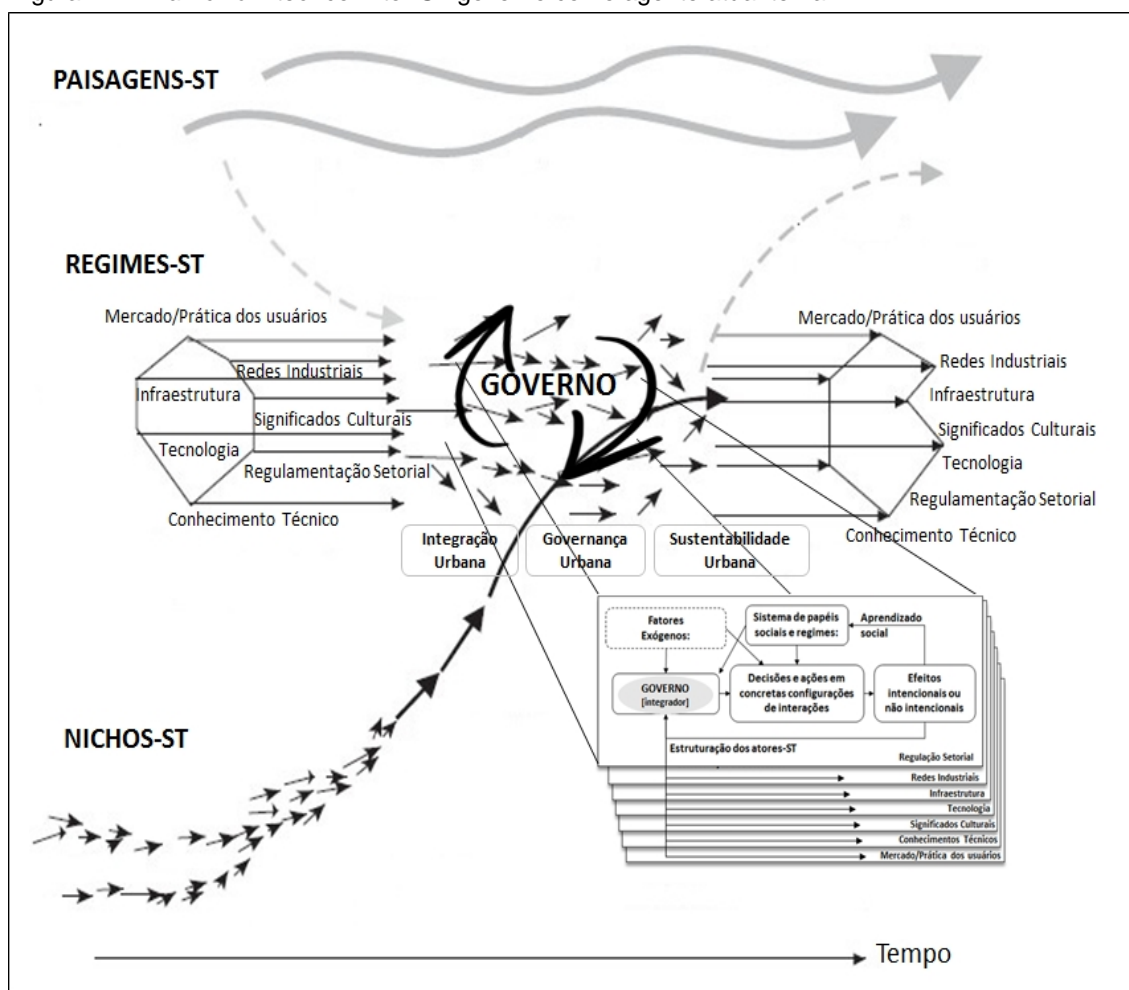 PAISAGENS-ST
REGIMES-ST
Mercado/Prática dos usuários
Redes Industriais
Infraestrutura
Significados Culturais
Tecnologia
Regulamentação Setorial
Conhecimento Técnico
GOVERNO
Mercado/Prática dos usuários
Redes Industriais
Infraestrutura
Significados Culturais
Tecnologia
Regulamentação Setorial
Conhecimento Técnico
Integração
Urbana
Governança
Urbana
Sustentabilidade
Urbana
Fatores
Exógenos:
Sistema de papéis
sociais e regimes:
Aprendizado
social
GOVERNO
[integrador]
Decisões e ações em
concretas configurações
de interações
Efeitos
intencionais ou
não intencionais
Estruturação dos atores-ST
Regulação Setorial
Redes Industriais
Infraestrutura
Tecnologia
Significados Culturais
Conhecimentos Técnicos
Mercado/Prática dos usuários
NICHOS-ST
Tempo